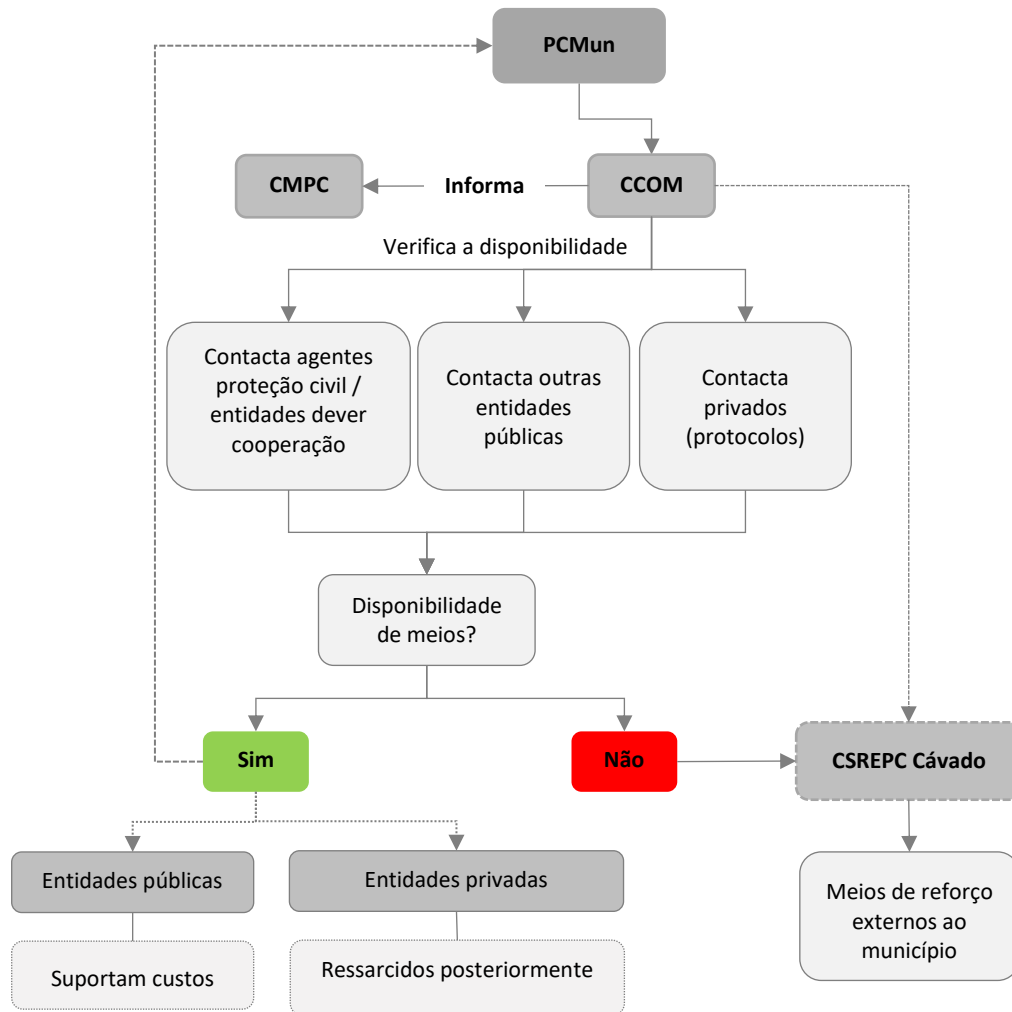 PCMun
CMPC
Informa
CCOM
Verifica a disponibilidade
Contacta agentes
proteção civil /
entidades dever
cooperação
Contacta outras
entidades
públicas
Contacta
privados
(protocolos)
Disponibilidade
de meios?
Sim
Não
CSREPC Cávado
Entidades públicas
Entidades privadas
Suportam custos
Ressarcidos posteriormente
Meios de reforço
externos ao
município